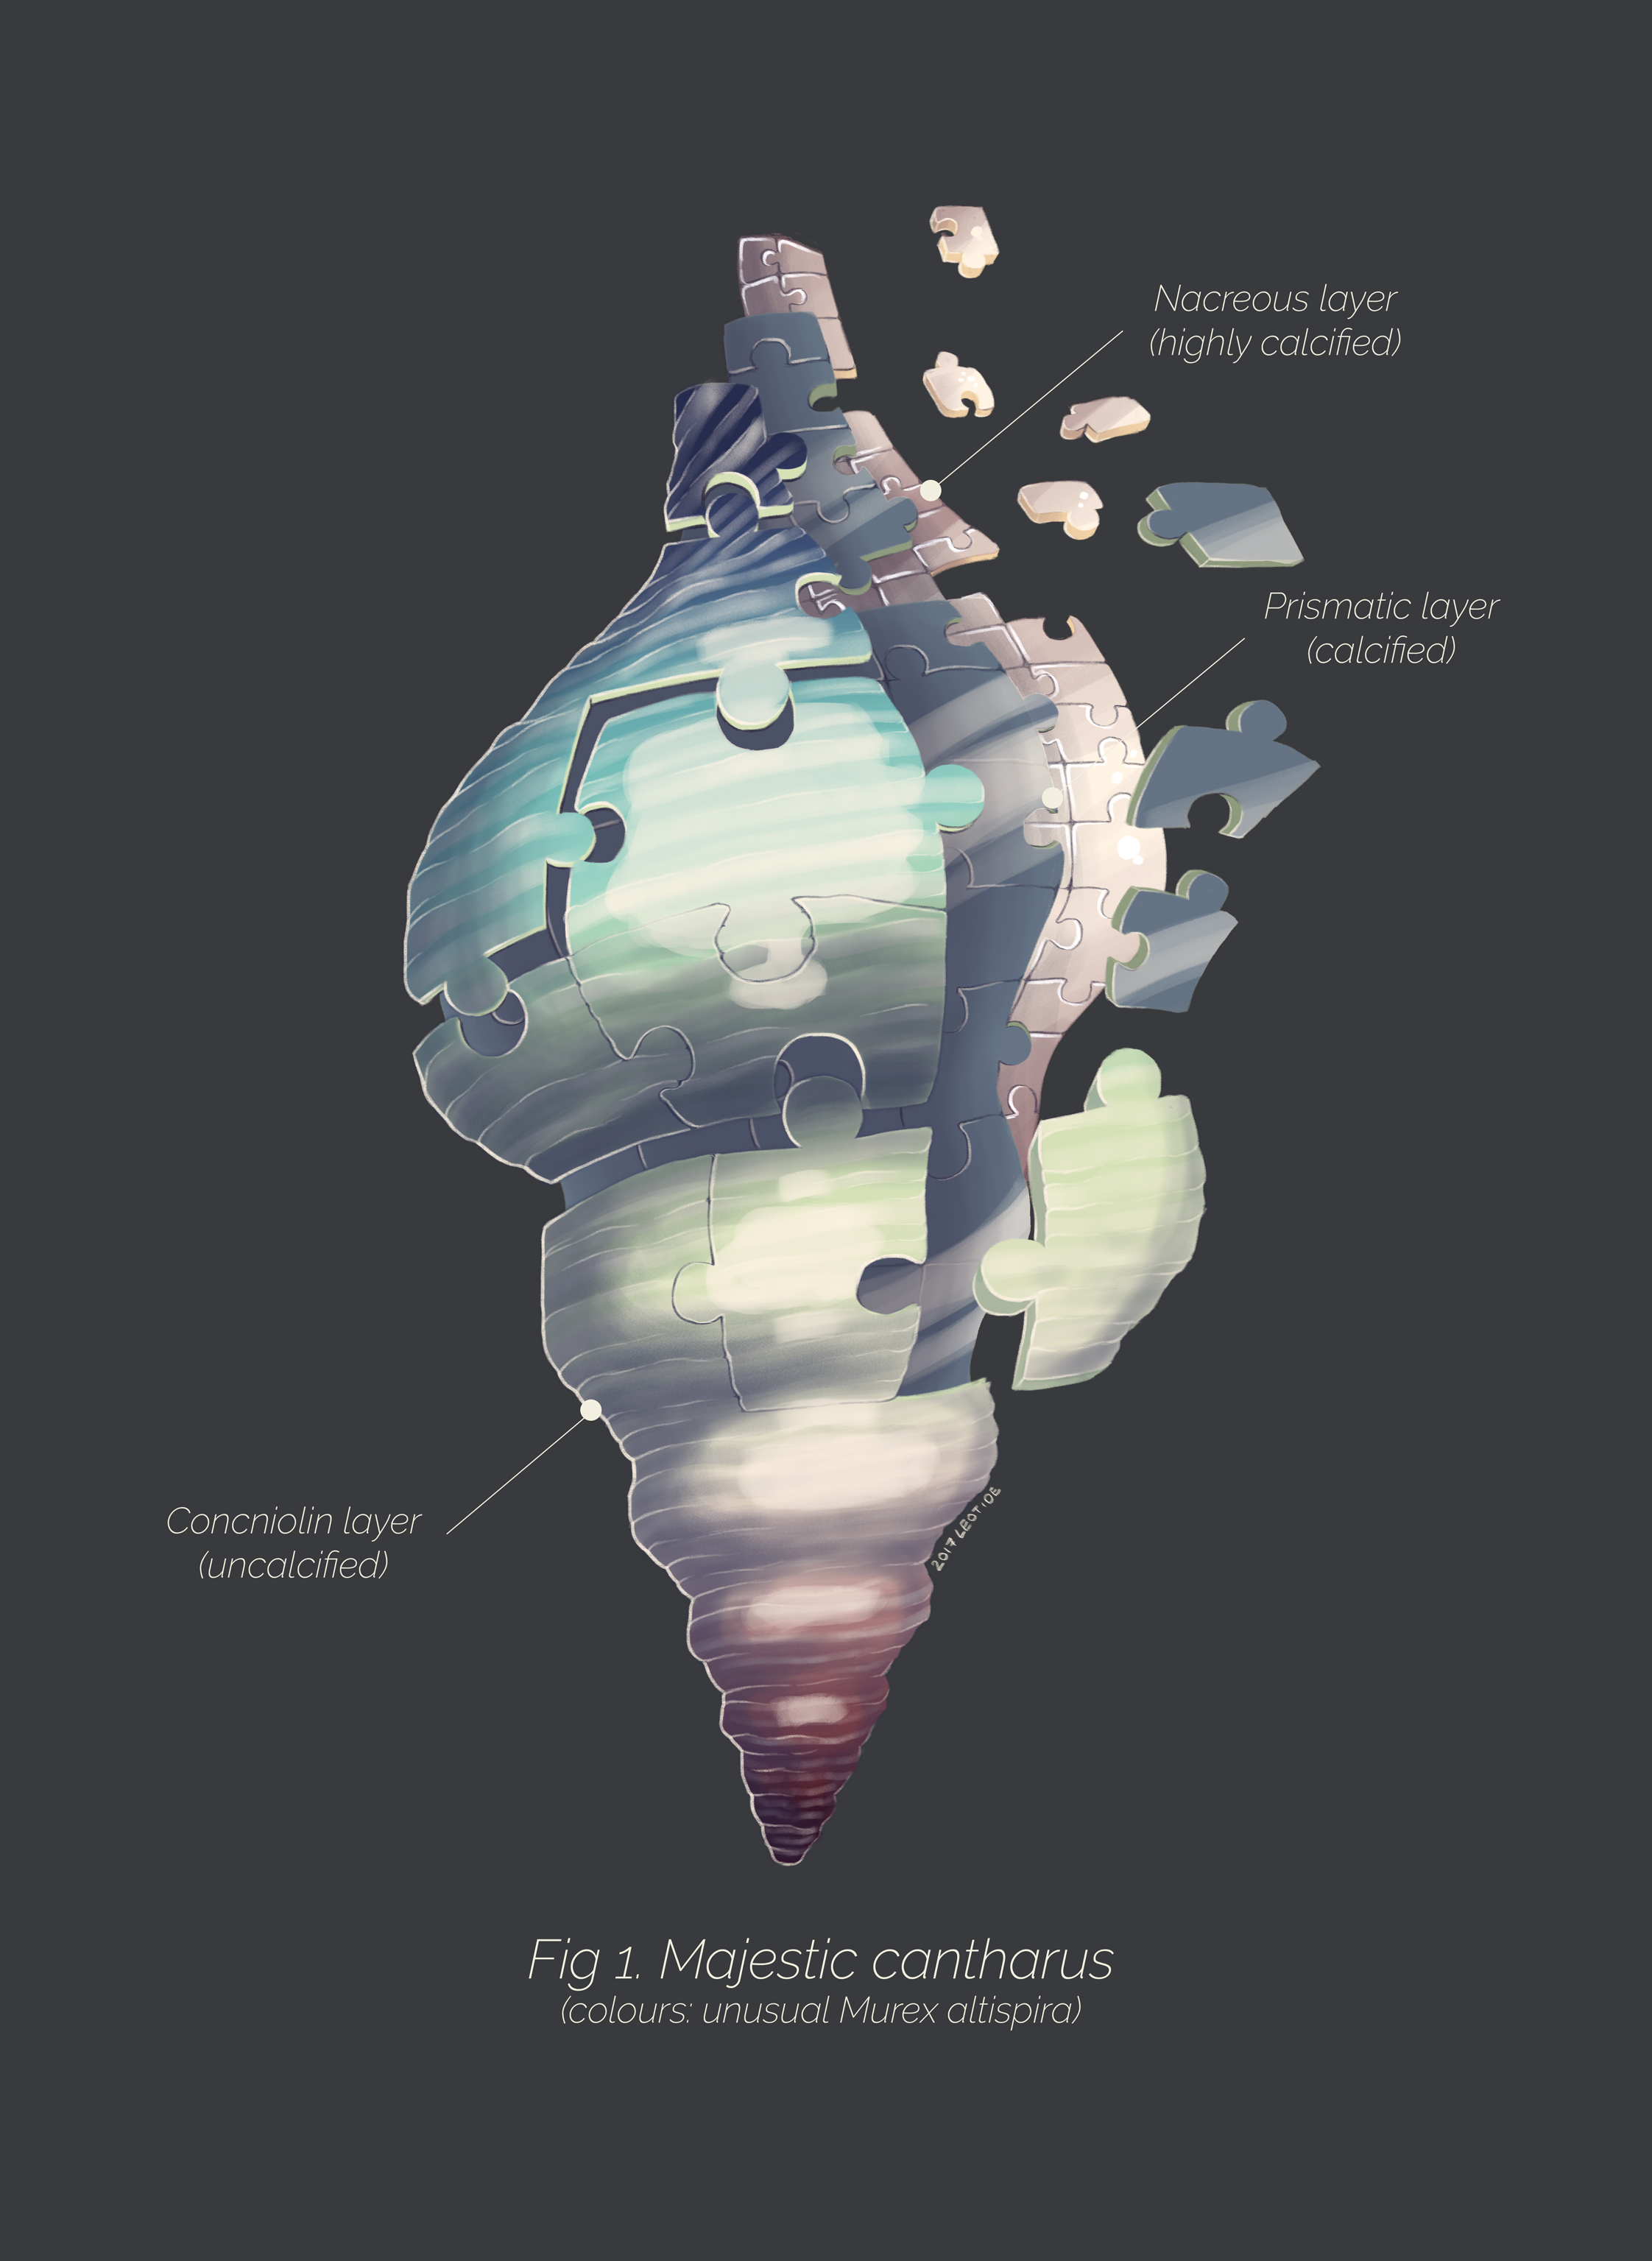 Nacreous layer
(highly calcified)
Prismatic layer
(calcified)
Concniolin layer
(uncalcified)
2017 LEOTIDE
Fig 1. Majestic cantharus
(colours: unusual Murex altispira)